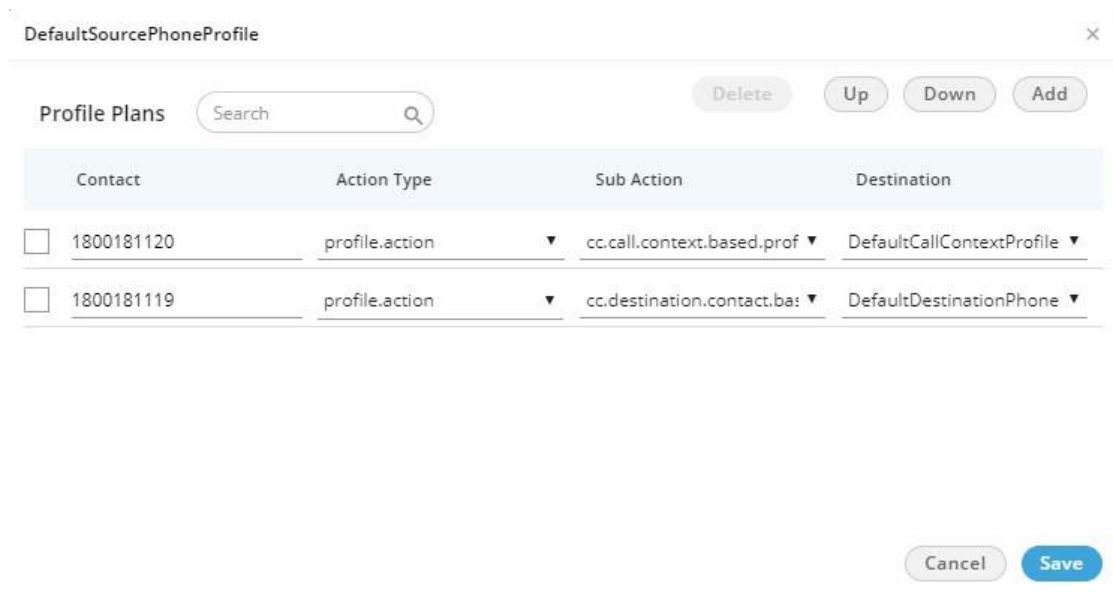 DefaultSourcePhoneProfile
Profile Plans Search Delete Up Down Add
Contact Action Type Sub Action Destination
1800181120 profile.action cc.call.context.based.prof DefaultCallContextProfile
1800181119 profile.action cc.destination.contact.bas DefaultDestinationPhone
Cancel Save